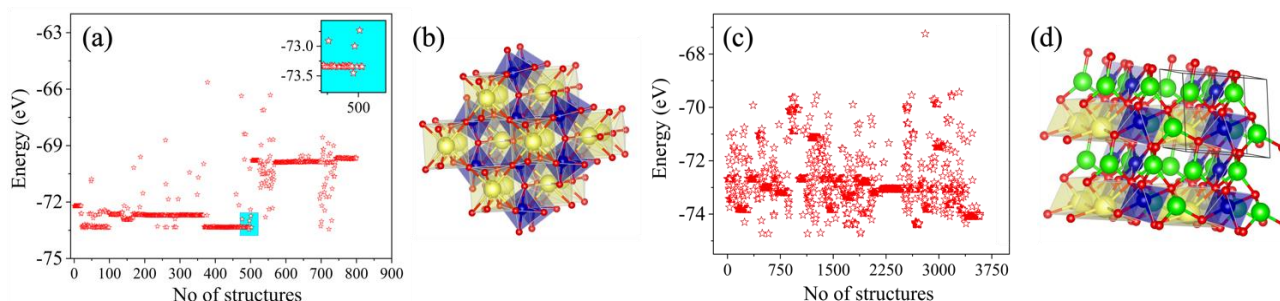 (a)
Energy (eV)
-63
-66
-69
-72
-75
0 100 200 300 400 500 600 700 800 900
No of structures
-73.0
-73.5
500
(b)
(c)
Energy (eV)
-68
-70
-72
-74
0 750 1500 2250 3000 3750
No of structures
(d)